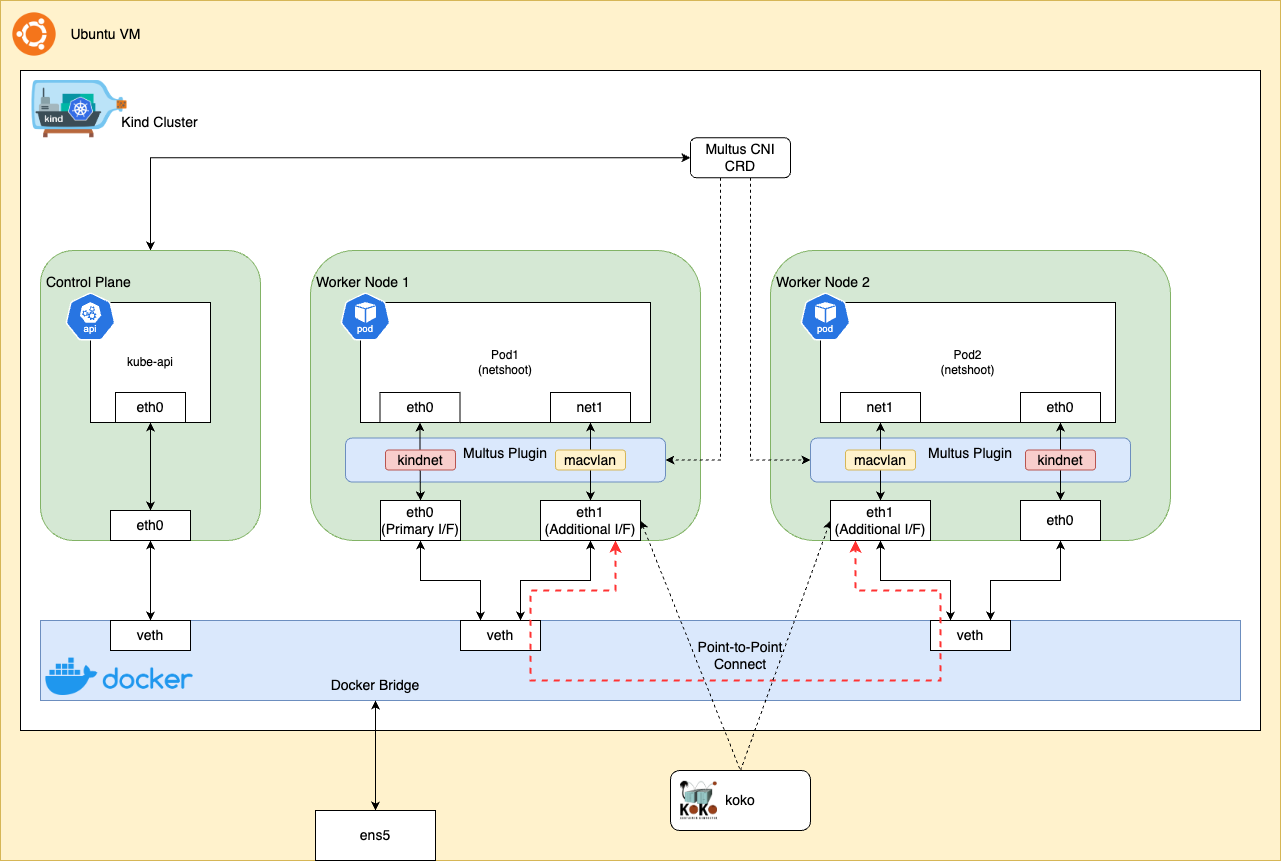 Ubuntu VM
kind
Kind Cluster
Multus CNI
CRD
Control Plane
Worker Node 1
Worker Node 2
api
pod
pod
kube-api
Pod1
(netshoot)
Pod2
(netshoot)
eth0
eth0
net1
net1
eth0
kindnet
Multus Plugin
macvlan
macvlan
Multus Plugin
kindnet
eth0
eth0
(Primary I/F)
eth1
(Additional I/F)
eth1
(Additional I/F)
eth0
veth
veth
veth
Point-to-Point
Connect
docker
Docker Bridge
KOKO
koko
ens5